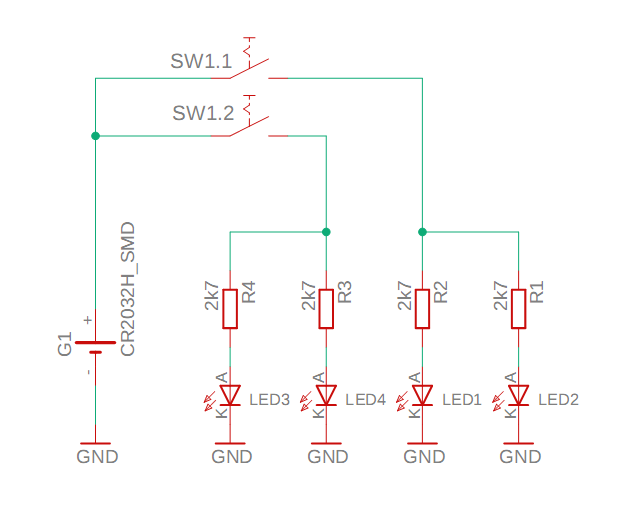 SW1.1
SW1.2
G1
+
-
CR2032H_SMD
2k7
R4
2k7
R3
2k7
R2
2k7
R1
A
K
LED3
A
K
LED4
A
K
LED1
A
K
LED2
GND
GND
GND
GND
GND